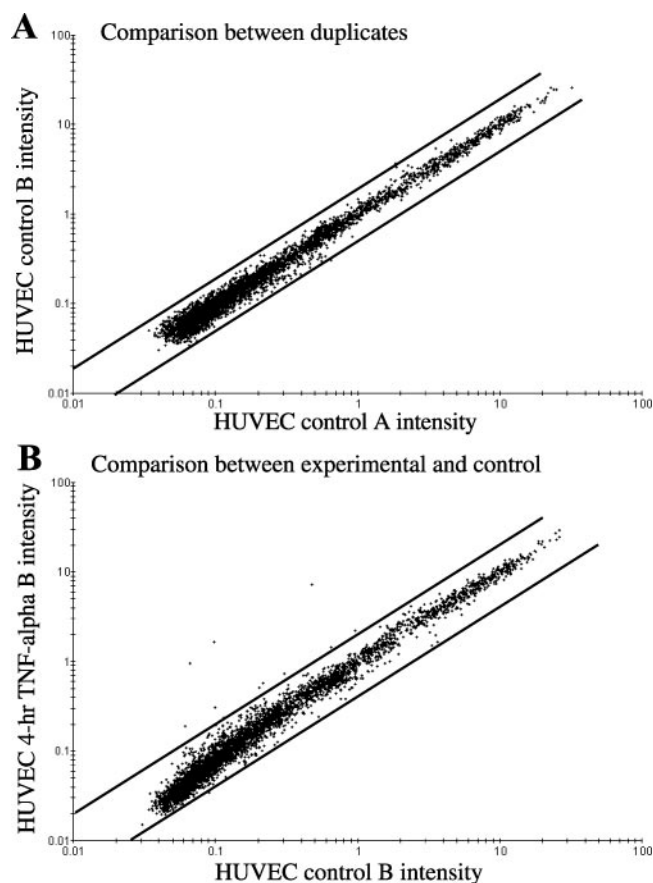 A Comparison between duplicates
100
10
1
0.1
0.01
HUVEC control B intensity
0.01 0.1 1 10 100
HUVEC control A intensity
B Comparison between experimental and control
100
10
1
0.1
0.01
HUVEC 4-hr TNF-alpha B intensity
0.01 0.1 1 10 100
HUVEC control B intensity